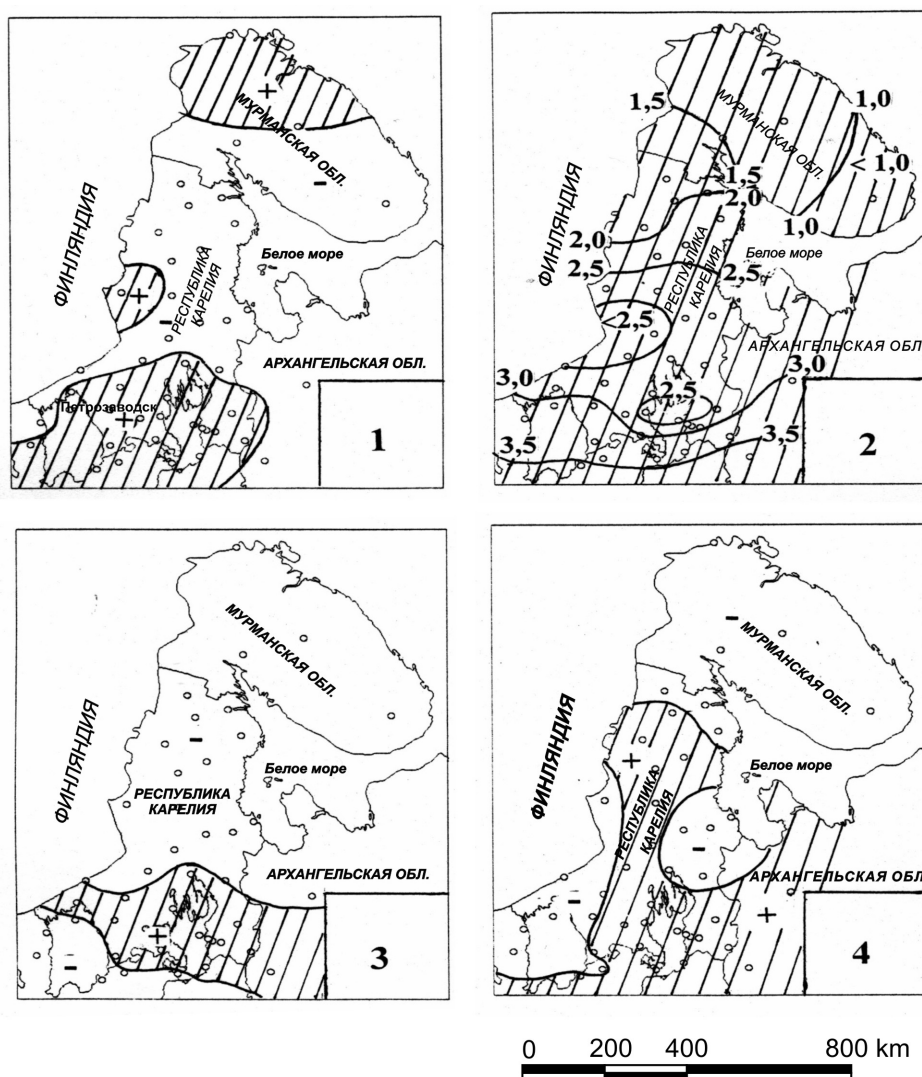 МУРМАНСКАЯ ОБЛ.
ФИНЛЯНДИЯ
РЕСПУБЛИКА
КАРЕЛИЯ
Белое море
АРХАНГЕЛЬСКАЯ ОБЛ.
Петрозаводск
+
-
+
-
+
1
1,5
1,0
МУРМАНСКАЯ ОБЛ.
< 1,0
1,5
2,0
1,0
ФИНЛЯНДИЯ
2,0
Белое море
2,5
2,5
РЕСПУБЛИКА
КАРЕЛИЯ
<2,5
АРХАНГЕЛЬСКАЯ ОБЛ
3,0
3,0
2,5
3,5
3,5
2
МУРМАНСКАЯ ОБЛ.
ФИНЛЯНДИЯ
-
Белое море
РЕСПУБЛИКА
КАРЕЛИЯ
АРХАНГЕЛЬСКАЯ ОБЛ.
+
-
3
-
МУРМАНСКАЯ ОБЛ.
ФИНЛЯНДИЯ
+
Белое море
РЕСПУБЛИКА
КАРЕЛИЯ
-
АРХАНГЕЛЬСКАЯ ОБЛ
-
+
4
0 200 400 800 km